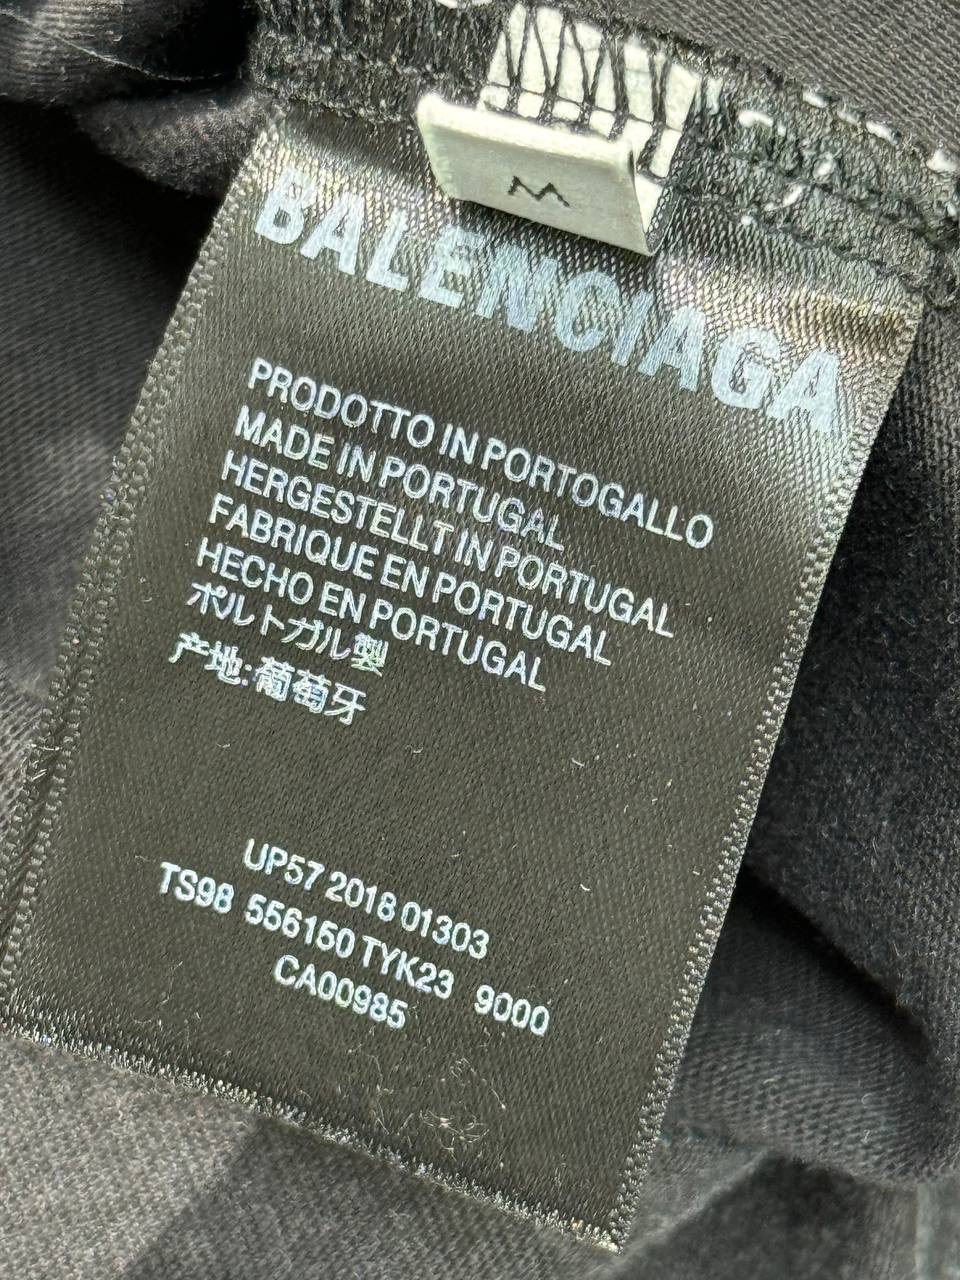 M
BALENCIAGA
PRODOTTO IN PORTOGALLO
MADE IN PORTUGAL
HERGESTELLT IN PORTUGAL
FABRIQUE EN PORTUGAL
HECHO EN PORTUGAL
ポルトガル製
产地:葡萄牙
UP57 2018 01303
TS98 556150 TYK23 9000
CA00985